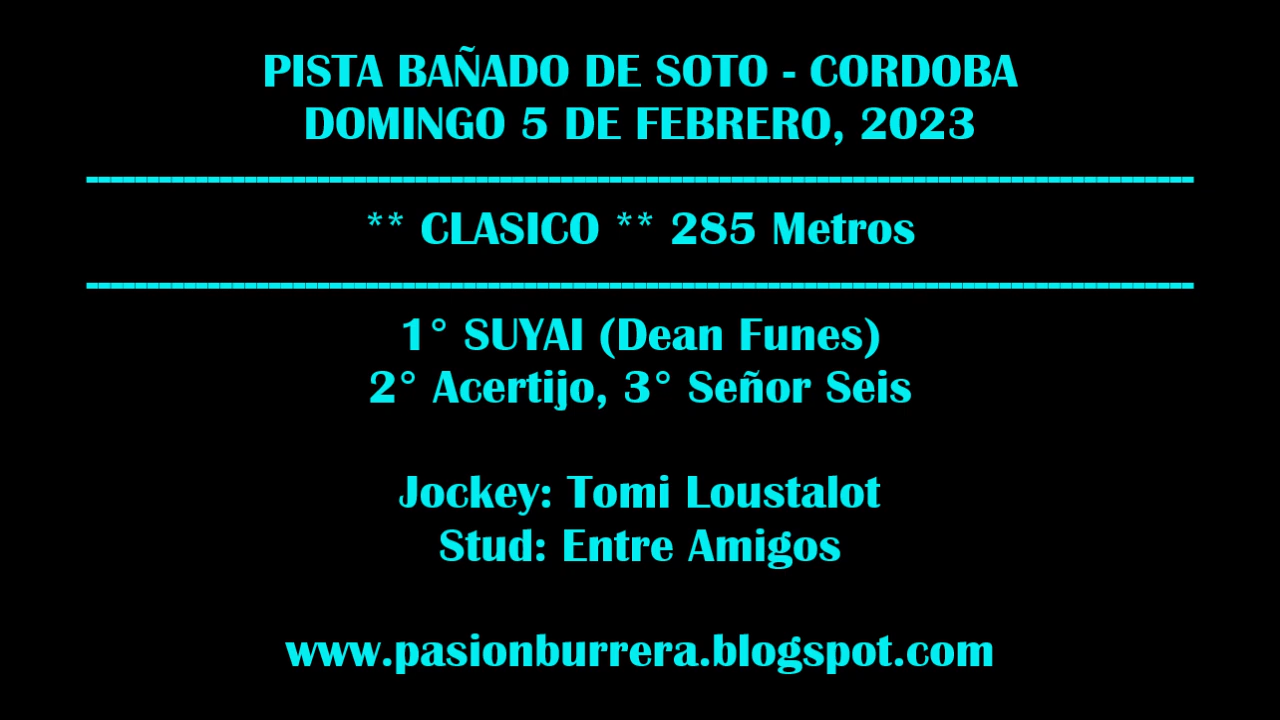 PISTA BAÑADO DE SOTO - CORDOBA
DOMINGO 5 DE FEBRERO, 2023
** CLASICO ** 285 Metros
1° SUYAI (Dean Funes)
2° Acertijo, 3° Señor Seis
Jockey: Tomi Loustalot
Stud: Entre Amigos
www.pasionburrera.blogspot.com